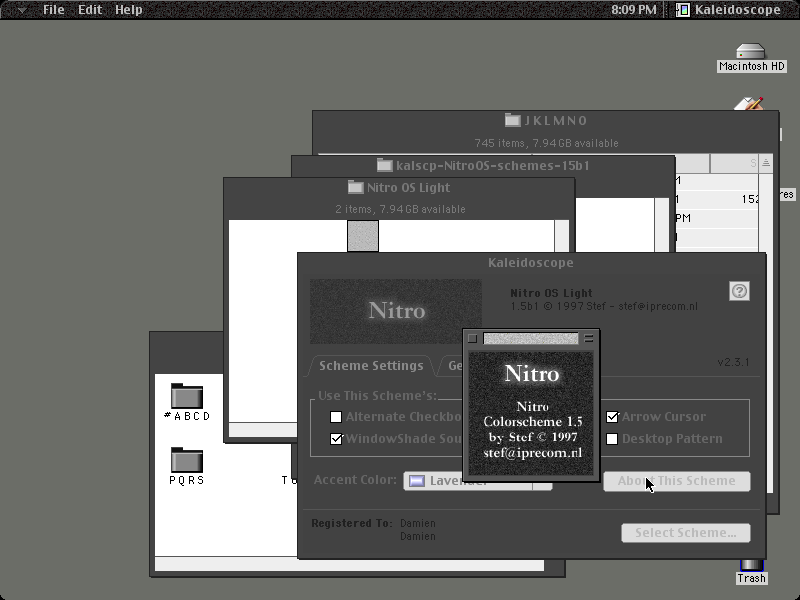 File Edit Help 8:09 PM Kaleidoscope
Macintosh HD
JKLMNO
745 items, 7.94 GB available
kalscp-NitroOS-schemes-15b1
Nitro OS Light
2 items, 7.94 GB available
Kaleidoscope
Nitro
Nitro OS Light
1.5b1 © 1997 Stef - stef@iprecom.nl
v2.3.1
Scheme Settings
Use This Scheme's:
Alternate Checkbo
WindowShade Sou
Arrow Cursor
Desktop Pattern
Accent Color: Lavender
About This Scheme
Registered To: Damien
Damien
Select Scheme...
Nitro
Nitro
Colorscheme 1.5
by Stef © 1997
stef@iprecom.nl
#ABCD
PQRS
Trash